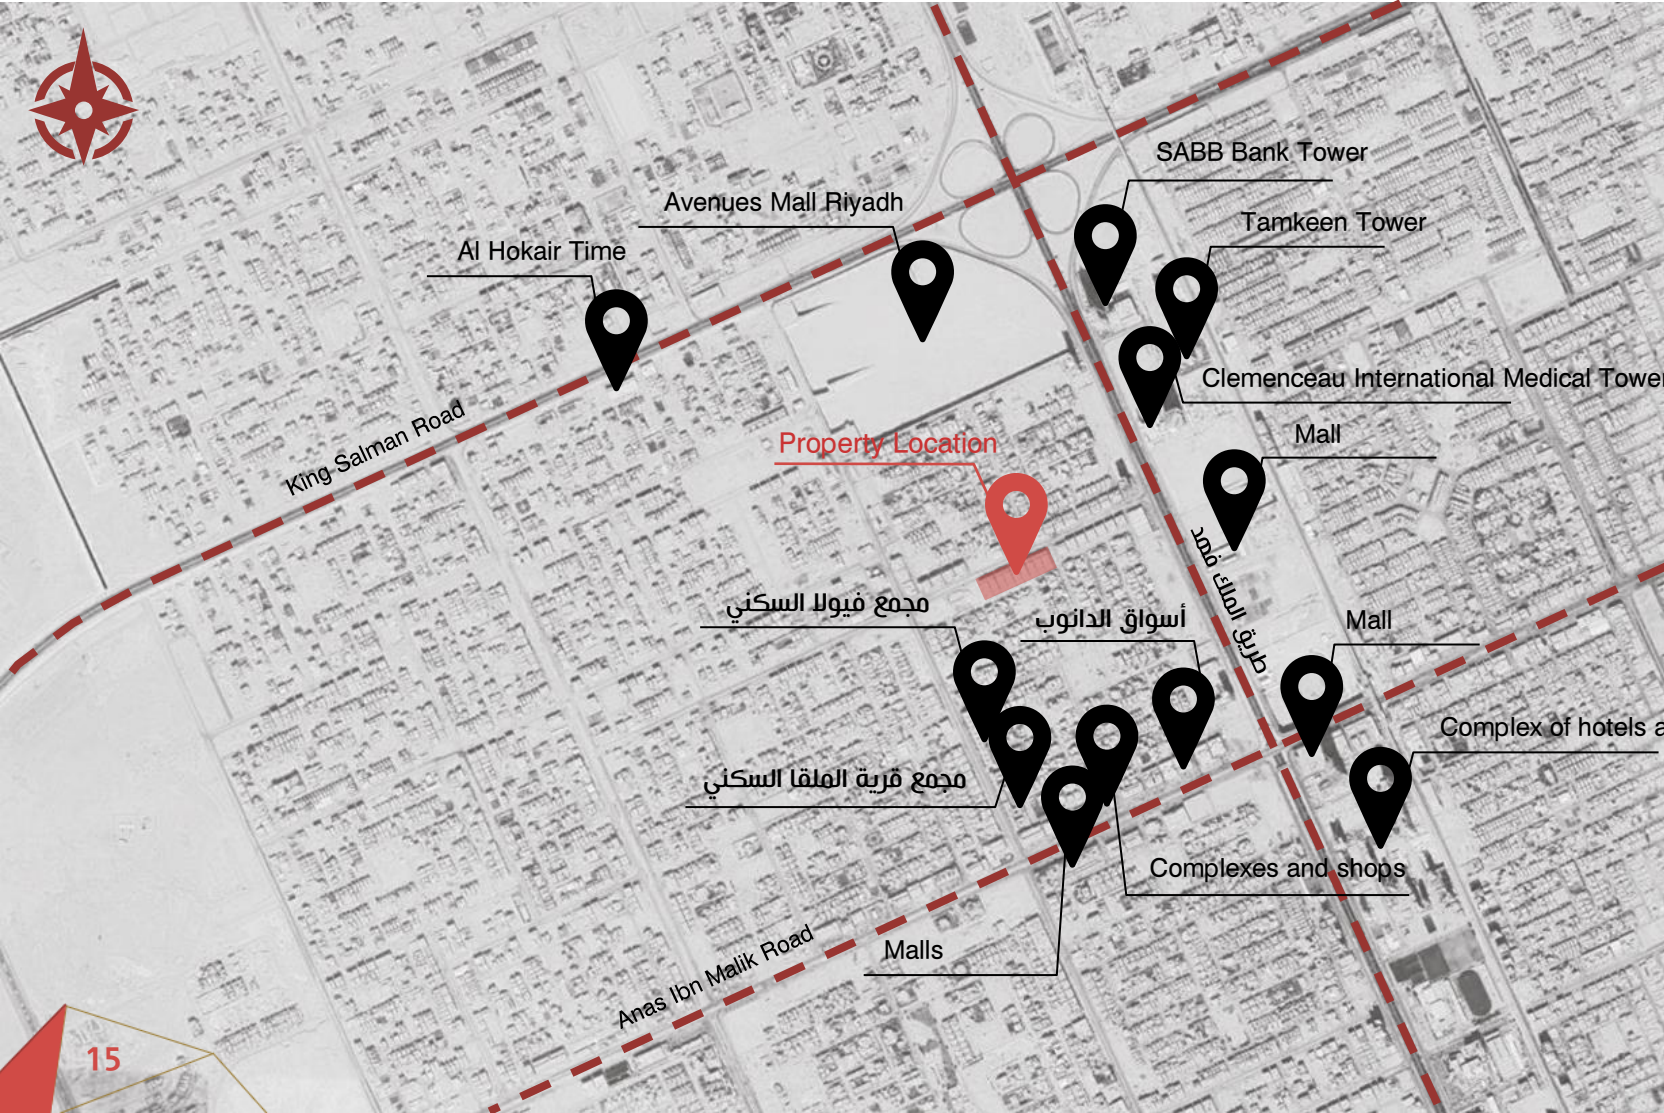 SABB Bank Tower
Avenues Mall Riyadh
Tamkeen Tower
Al Hokair Time
Clemenceau International Medical Tower
King Salman Road
Property Location
Mall
طريق الملك فهد
مجمع فيولا السكني
أسواق الدانوب
Mall
Complex of hotels a
مجمع قرية الملقا السكني
Complexes and shops
Malls
Anas Ibn Malik Road
15